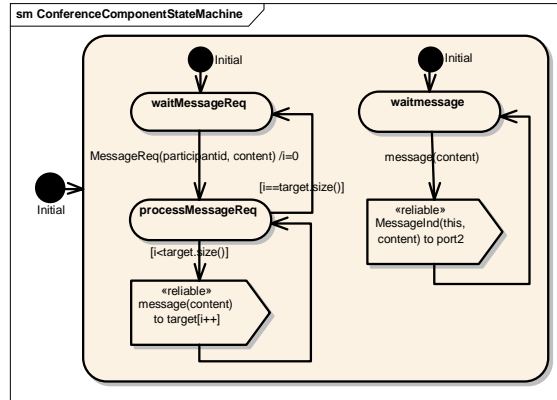 sm ConferenceComponentStateMachine
Initial
Initial
waitMessageReq
waitmessage
MessageReq(participantid, content) /i=0
message(content)
[i==target.size()]
Initial
processMessageReq
«reliable»
MessageInd(this,
content) to port2
[i<target.size()]
«reliable»
message(content)
to target[i++]